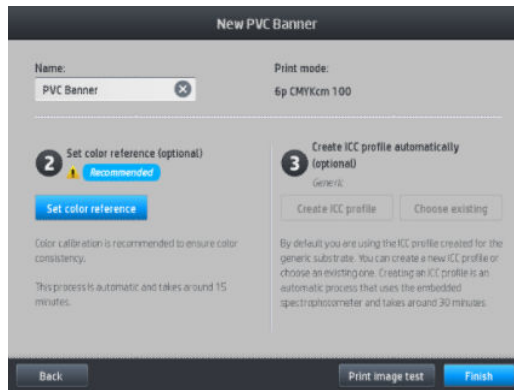 New PVC Banner
Name:
PVC Banner
Print mode:
6p CMYKcm 100
2
Set color reference (optional)
Recommended
Set color reference
Color calibration is recommended to ensure color
consistency.
This process is automatic and takes around 15
minutes.
3
Create ICC profile automatically
(optional)
Generic
Create ICC profile
Choose existing
By default you are using the ICC profile created for the
generic substrate. You can create a new ICC profile or
choose an existing one. Creating an ICC profile is an
automatic process that uses the embedded
spectrophotometer and takes around 30 minutes.
Back
Print image test
Finish